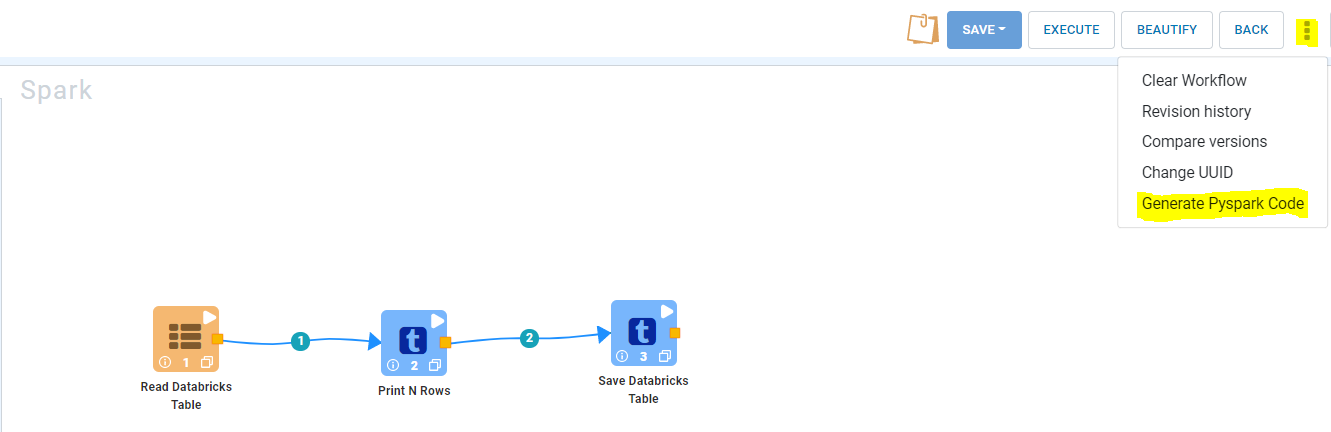 SAVE
EXECUTE
BEAUTIFY
BACK
Clear Workflow
Revision history
Compare versions
Change UUID
Generate Pyspark Code
Spark
1
2
t
t
1
2
3
Read Databricks
Table
Print N Rows
Save Databricks
Table